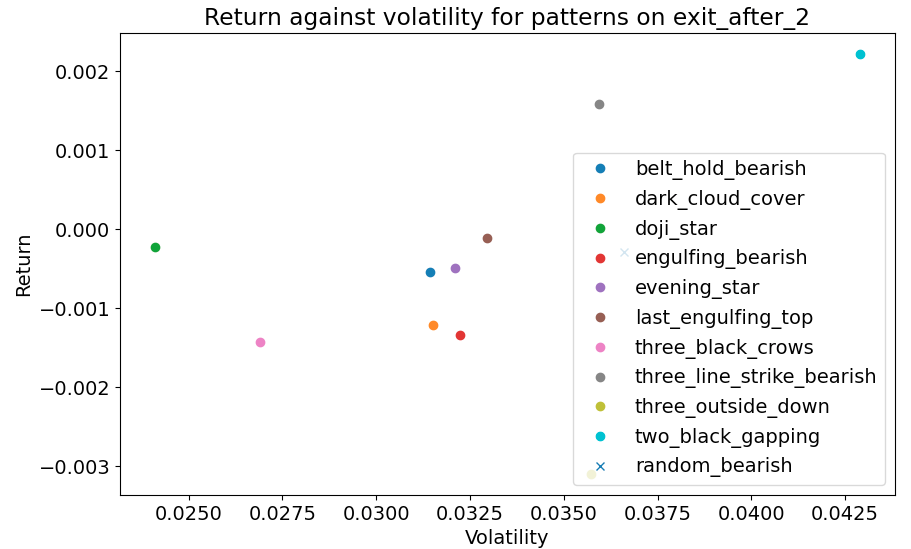 Return against volatility for patterns on exit_after_2
0.002
0.001
0.000
−0.001
−0.002
−0.003
Return
belt_hold_bearish
dark_cloud_cover
doji_star
engulfing_bearish
evening_star
last_engulfing_top
three_black_crows
three_line_strike_bearish
three_outside_down
two_black_gapping
random_bearish
0.0250 0.0275 0.0300 0.0325 0.0350 0.0375 0.0400 0.0425
Volatility